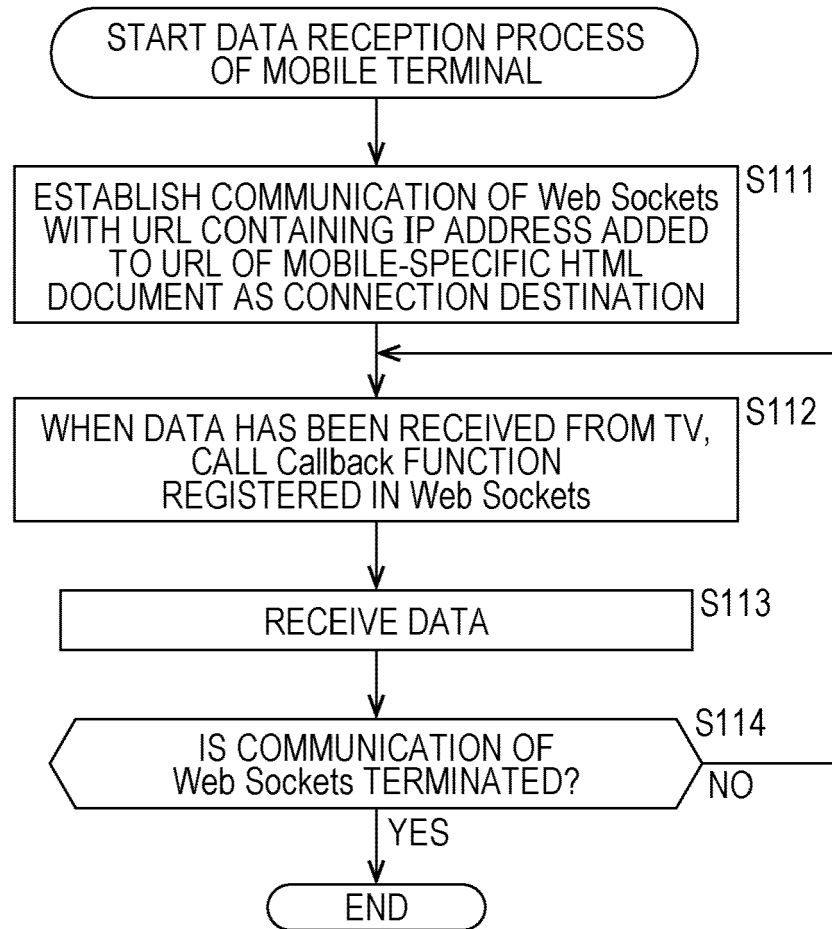 START DATA RECEPTION PROCESS
OF MOBILE TERMINAL
S111
ESTABLISH COMMUNICATION OF Web Sockets
WITH URL CONTAINING IP ADDRESS ADDED
TO URL OF MOBILE-SPECIFIC HTML
DOCUMENT AS CONNECTION DESTINATION
S112
WHEN DATA HAS BEEN RECEIVED FROM TV,
CALL Callback FUNCTION
REGISTERED IN Web Sockets
S113
RECEIVE DATA
S114
IS COMMUNICATION OF
Web Sockets TERMINATED?
NO
YES
END